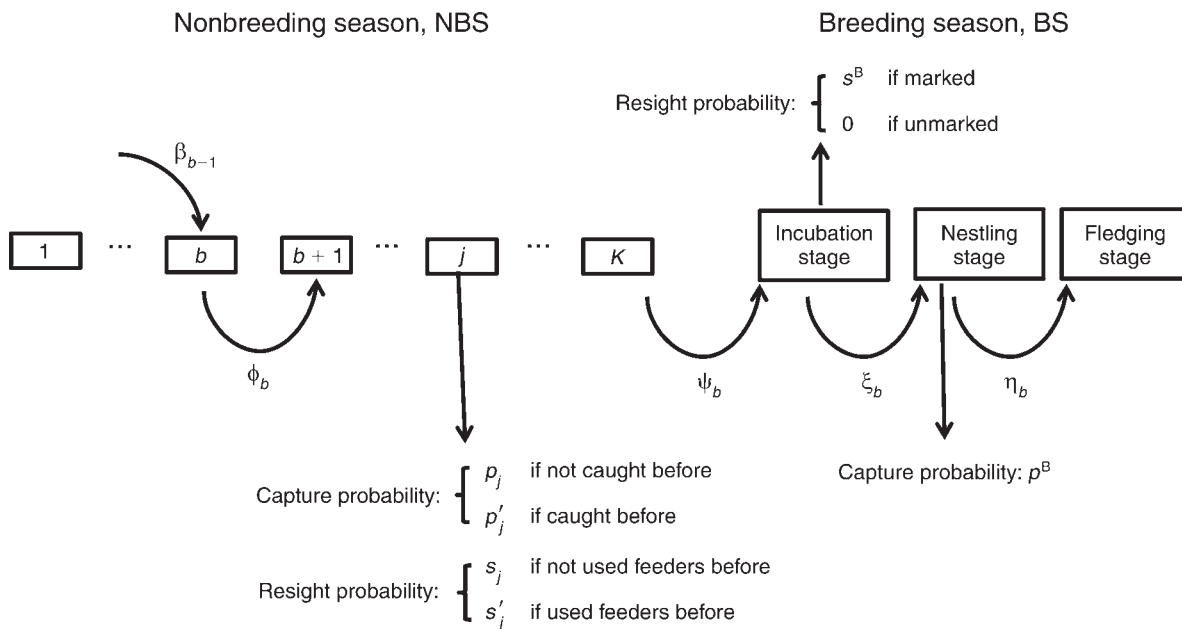 Nonbreeding season, NBS
Breeding season, BS
Resight probability: { s^B if marked
0 if unmarked
β_{b−1}
1 ... b b + 1 ... j ... K
Incubation stage
Nestling stage
Fledging stage
ϕ_b
ψ_b
ξ_b
η_b
Capture probability: { p_j if not caught before
p′_j if caught before
Capture probability: p^B
Resight probability: { s_j if not used feeders before
s′_j if used feeders before